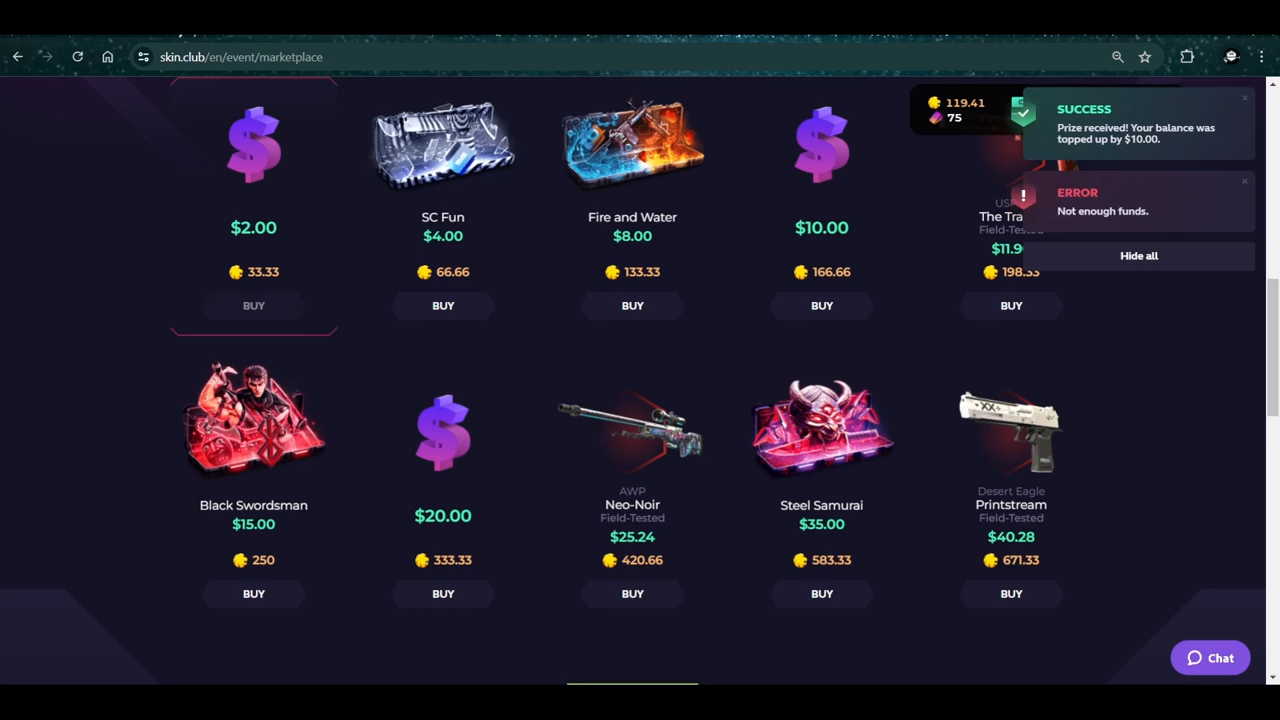 skin.club/en/event/marketplace
119.41
75
SUCCESS
Prize received! Your balance was
topped up by $10.00.
ERROR
Not enough funds.
Hide all
$2.00
33.33
BUY
SC Fun
$4.00
66.66
BUY
Fire and Water
$8.00
133.33
BUY
$10.00
166.66
BUY
The Tra
Field-Tested
198.33
BUY
Black Swordsman
$15.00
250
BUY
$20.00
333.33
BUY
AWP
Neo-Noir
Field-Tested
$25.24
420.66
BUY
Steel Samurai
$35.00
583.33
BUY
Desert Eagle
Printstream
Field-Tested
$40.28
671.33
BUY
Chat